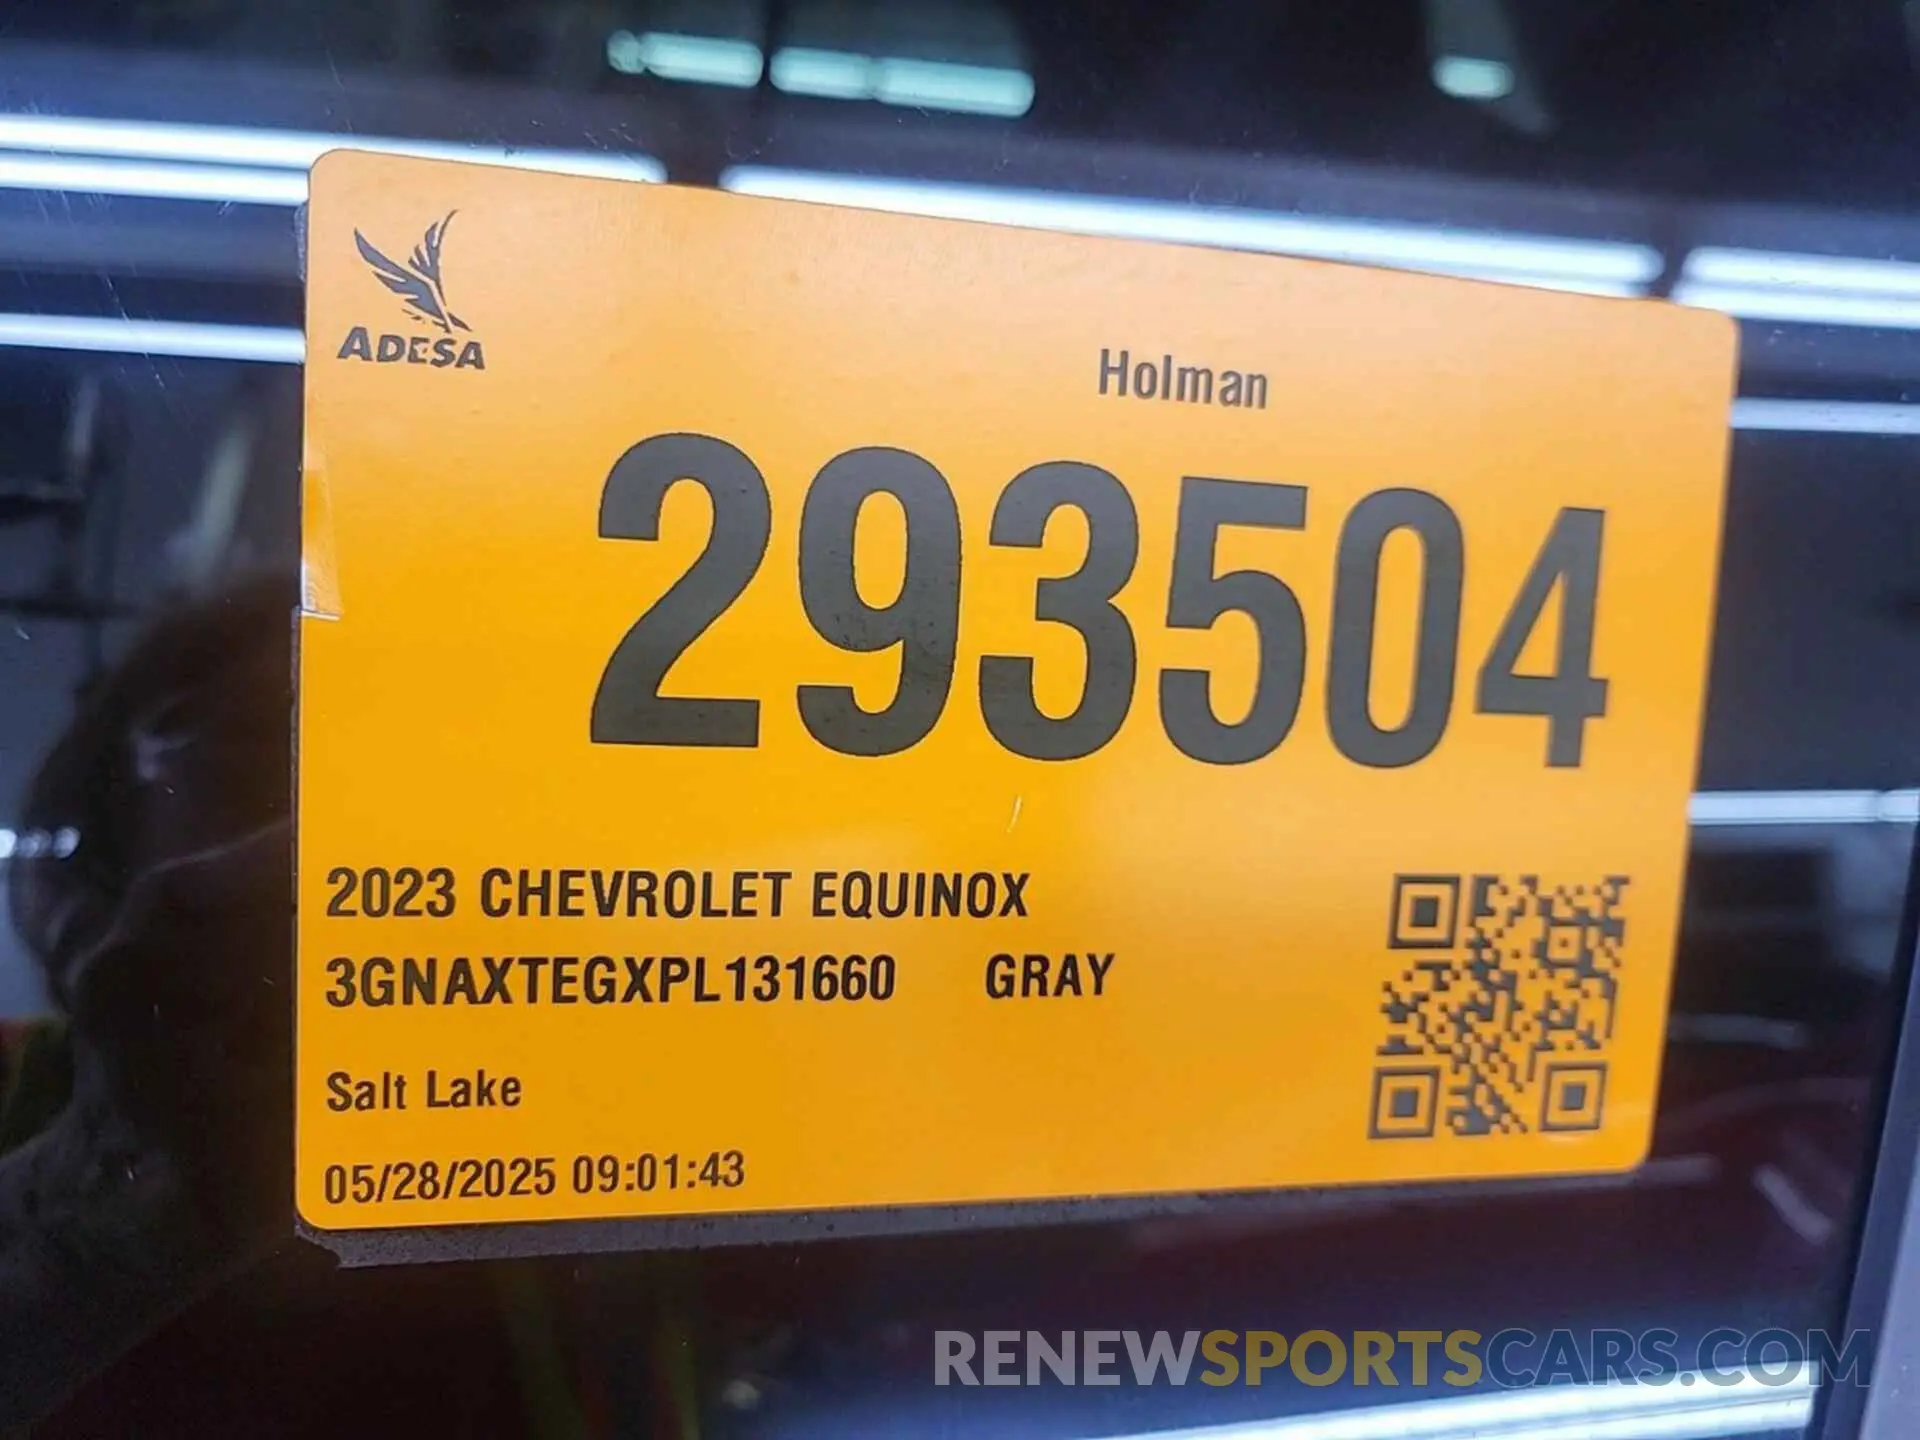 ADESA
Holman
293504
2023 CHEVROLET EQUINOX
3GNAXTEGXPL131660 GRAY
Salt Lake
05/28/2025 09:01:43
RENEWSPORTSCARS.COM